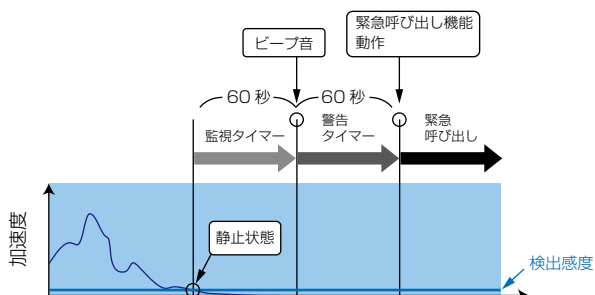 緊急呼び出し機能
動作
ビープ音
60 秒
60 秒
監視タイマー
警告
タイマー
緊急
呼び出し
加速度
静止状態
検出感度